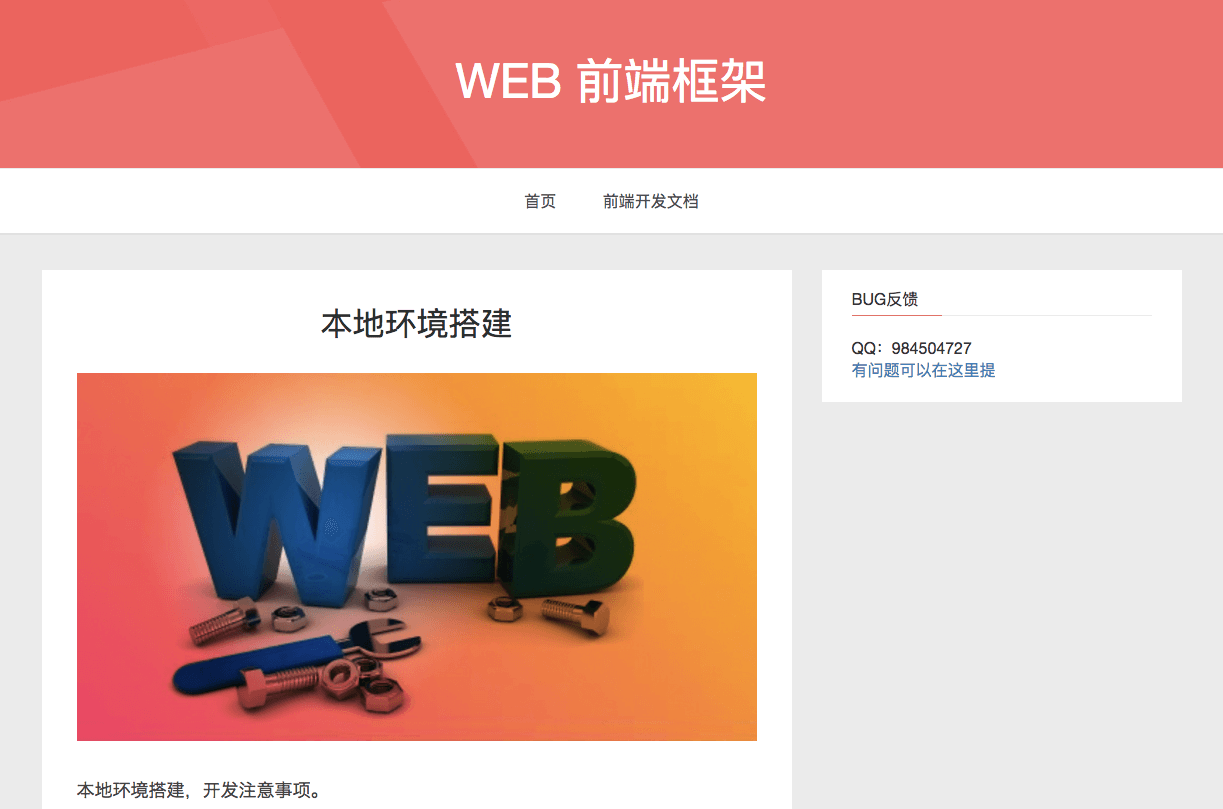 WEB 前端框架
首页 前端开发文档
本地环境搭建
WEB
本地环境搭建，开发注意事项。
BUG反馈
QQ：984504727
有问题可以在这里提